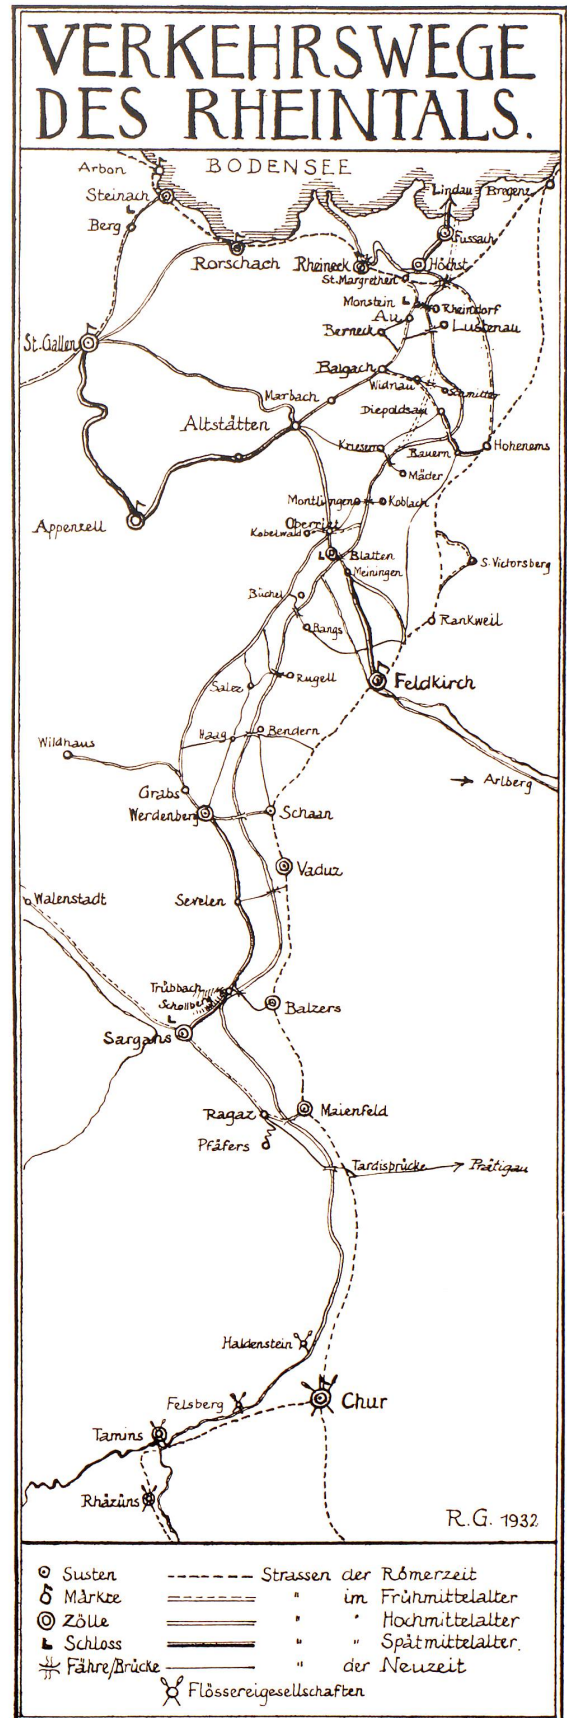 VERKEHRSWEGE
DES RHEINTALS.
BODENSEE
Arbon
Steinach
Lindau
Bregenz
Berg
Fussach
Rorschach
Rheineck
Höchst
St. Margrethen
Monstein
Rheindorf
Au
Berneck
Lustenau
St. Gallen
Balgach
Widnau
Schmitter
Marbach
Diepoldsau
Altstätten
Kriesern
Bauern
Hohenems
Mäder
Montlingen
Koblach
Appenzell
Oberriet
Kobelwald
Blatten
Meiningen
S. Victorsberg
Büchel
Bangs
Rankweil
Salez
Rugell
Feldkirch
Wildhaus
Haag
Bendern
Arlberg
Grabs
Werdenberg
Schaan
Vaduz
Walenstadt
Sevelen
Trübbach
Schollberg
Balzers
Sargans
Ragaz
Maienfeld
Pfäfers
Tardisprücke
Prätigau
Haldenstein
Felsberg
Chur
Tamins
Rhäzüns
R.G. 1932
Susten
Strassen der Römerzeit
Märkte
" im Frühmittelalter
Zölle
" " Hochmittelalter
Schloss
" " Spätmittelalter
Fähre/Brücke
" der Neuzeit
Flössereigesellschaften